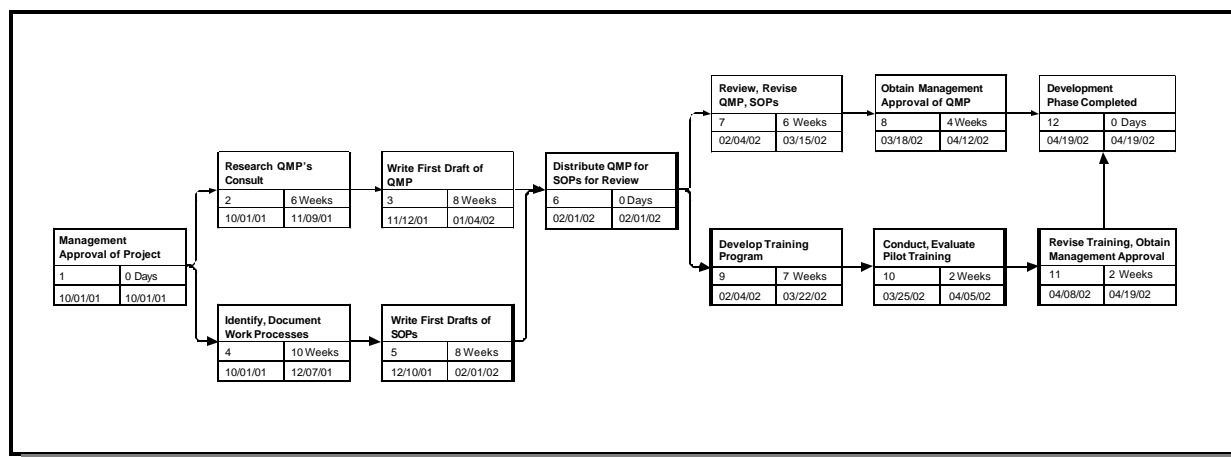 Management
Approval of Project
1 0 Days
10/01/01 10/01/01
Research QMP's
Consult
2 6 Weeks
10/01/01 11/09/01
Write First Draft of
QMP
3 8 Weeks
11/12/01 01/04/02
Identify, Document
Work Processes
4 10 Weeks
10/01/01 12/07/01
Write First Drafts of
SOPs
5 8 Weeks
12/10/01 02/01/02
Distribute QMP for
SOPs for Review
6 0 Days
02/01/02 02/01/02
Review, Revise
QMP, SOPs
7 6 Weeks
02/04/02 03/15/02
Obtain Management
Approval of QMP
8 4 Weeks
03/18/02 04/12/02
Development
Phase Completed
12 0 Days
04/19/02 04/19/02
Develop Training
Program
9 7 Weeks
02/04/02 03/22/02
Conduct, Evaluate
Pilot Training
10 2 Weeks
03/25/02 04/05/02
Revise Training, Obtain
Management Approval
11 2 Weeks
04/08/02 04/19/02